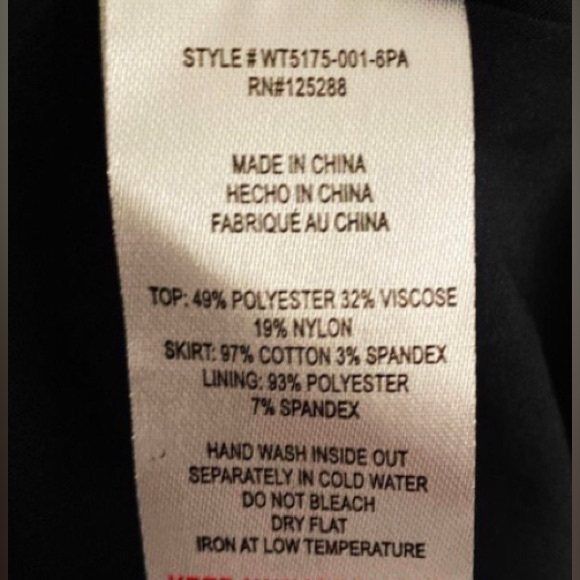 STYLE # WT5175-001-6PA
RN#125288
MADE IN CHINA
HECHO IN CHINA
FABRIQUÉ AU CHINA
TOP: 49% POLYESTER 32% VISCOSE
19% NYLON
SKIRT: 97% COTTON 3% SPANDEX
LINING: 93% POLYESTER
7% SPANDEX
HAND WASH INSIDE OUT
SEPARATELY IN COLD WATER
DO NOT BLEACH
DRY FLAT
IRON AT LOW TEMPERATURE